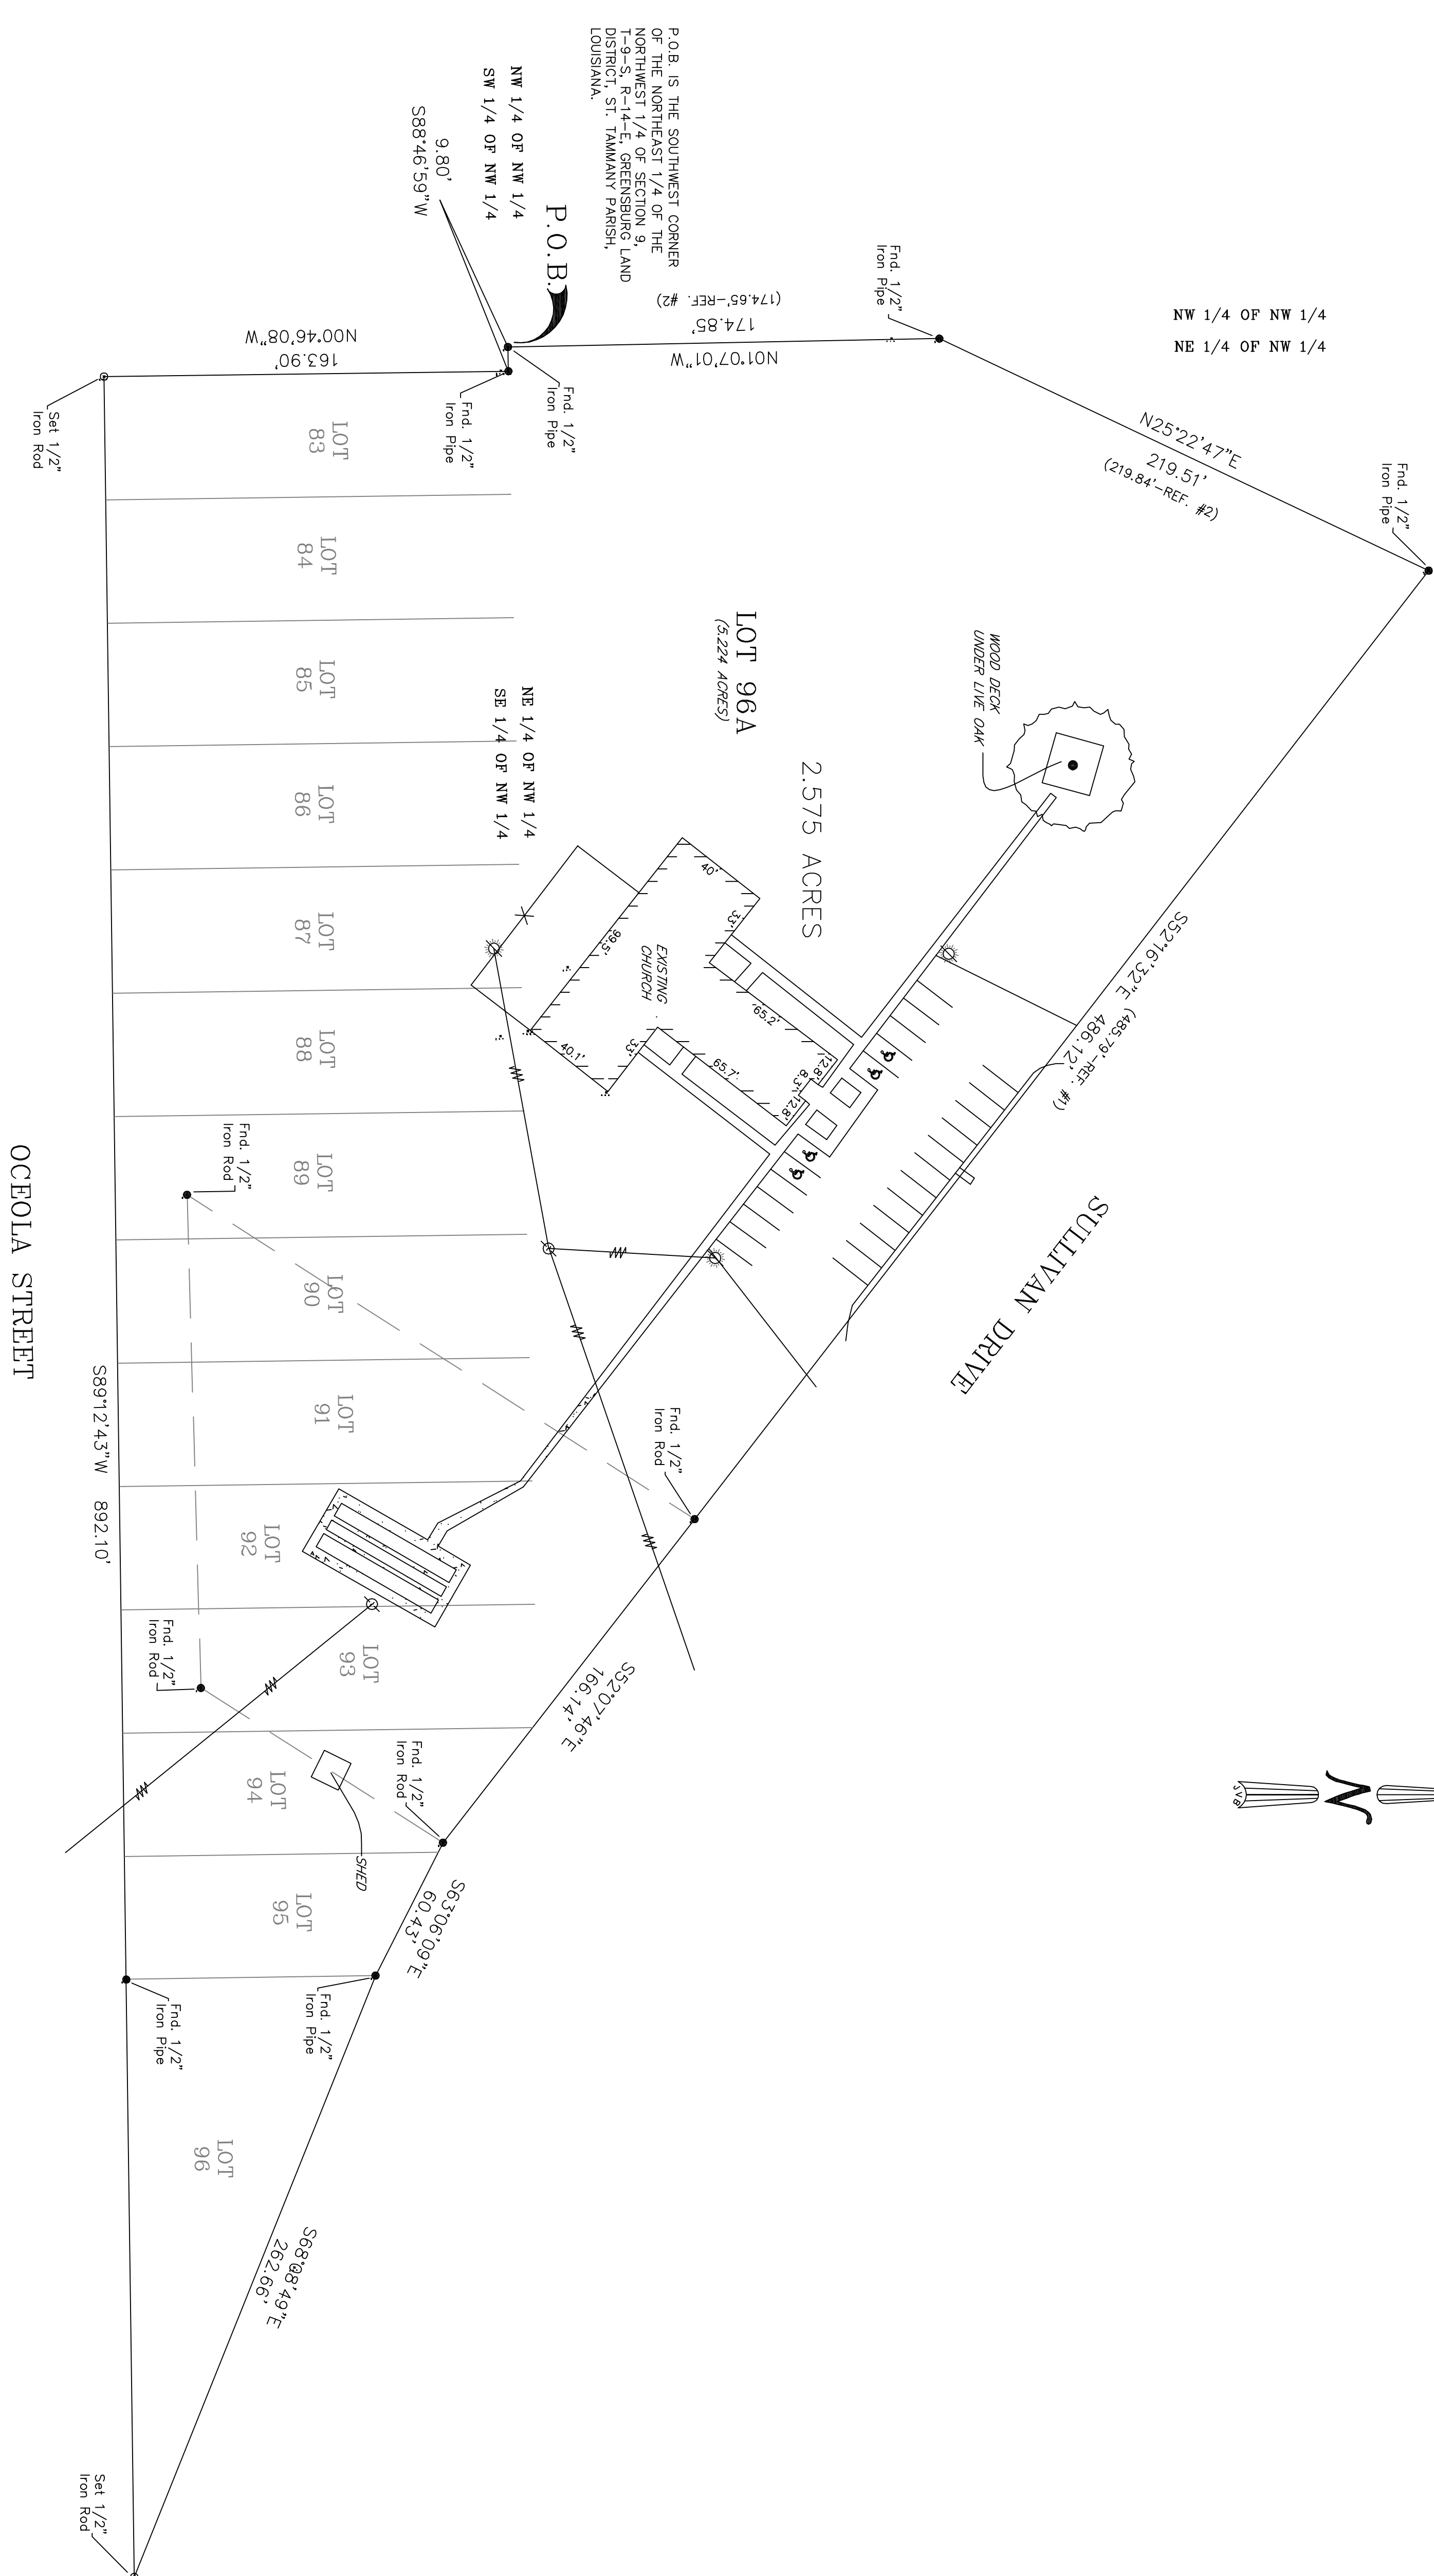 P.O.B. IS THE SOUTHWEST CORNER
OF THE NORTHEAST 1/4 OF THE
NORTHWEST 1/4 OF SECTION 9,
T-9-S, R-14-E, GREENSBURG LAND
DISTRICT, ST. TAMMANY PARISH,
LOUISIANA.
NW 1/4 OF NW 1/4
SW 1/4 OF NW 1/4
9.80'
S88°46'59"W
P.O.B.
NW 1/4 OF NW 1/4
NE 1/4 OF NW 1/4
Fnd. 1/2"
Iron Pipe
N01°07'01"W
174.85'
(174.65'-REF. #2)
N25°22'47"E
219.51'
(219.84'-REF. #2)
Fnd. 1/2"
Iron Pipe
Fnd. 1/2"
Iron Pipe
Fnd. 1/2"
Iron Pipe
163.90'
N00°46'08"W
Set 1/2"
Iron Rod
LOT 96A
(5.224 ACRES)
2.575 ACRES
WOOD DECK
UNDER LIVE OAK
NE 1/4 OF NW 1/4
SE 1/4 OF NW 1/4
EXISTING
CHURCH
40'
33'
99.5'
65.2'
12.8'
8.3'
12.8'
65.7'
33'
40.1'
S52°16'32"E (485.79'-REF. #1)
486.12'
SULLIVAN DRIVE
LOT
83
LOT
84
LOT
85
LOT
86
LOT
87
LOT
88
LOT
89
LOT
90
LOT
91
LOT
92
LOT
93
LOT
94
LOT
95
LOT
96
Fnd. 1/2"
Iron Rod
Fnd. 1/2"
Iron Rod
Fnd. 1/2"
Iron Rod
Fnd. 1/2"
Iron Rod
SHED
S52°07'46"E
166.14'
S63°06'09"E
60.43'
Fnd. 1/2"
Iron Pipe
Fnd. 1/2"
Iron Pipe
S68°08'49"E
262.66'
Set 1/2"
Iron Rod
S89°12'43"W 892.10'
OCEOLA STREET
N
JVB